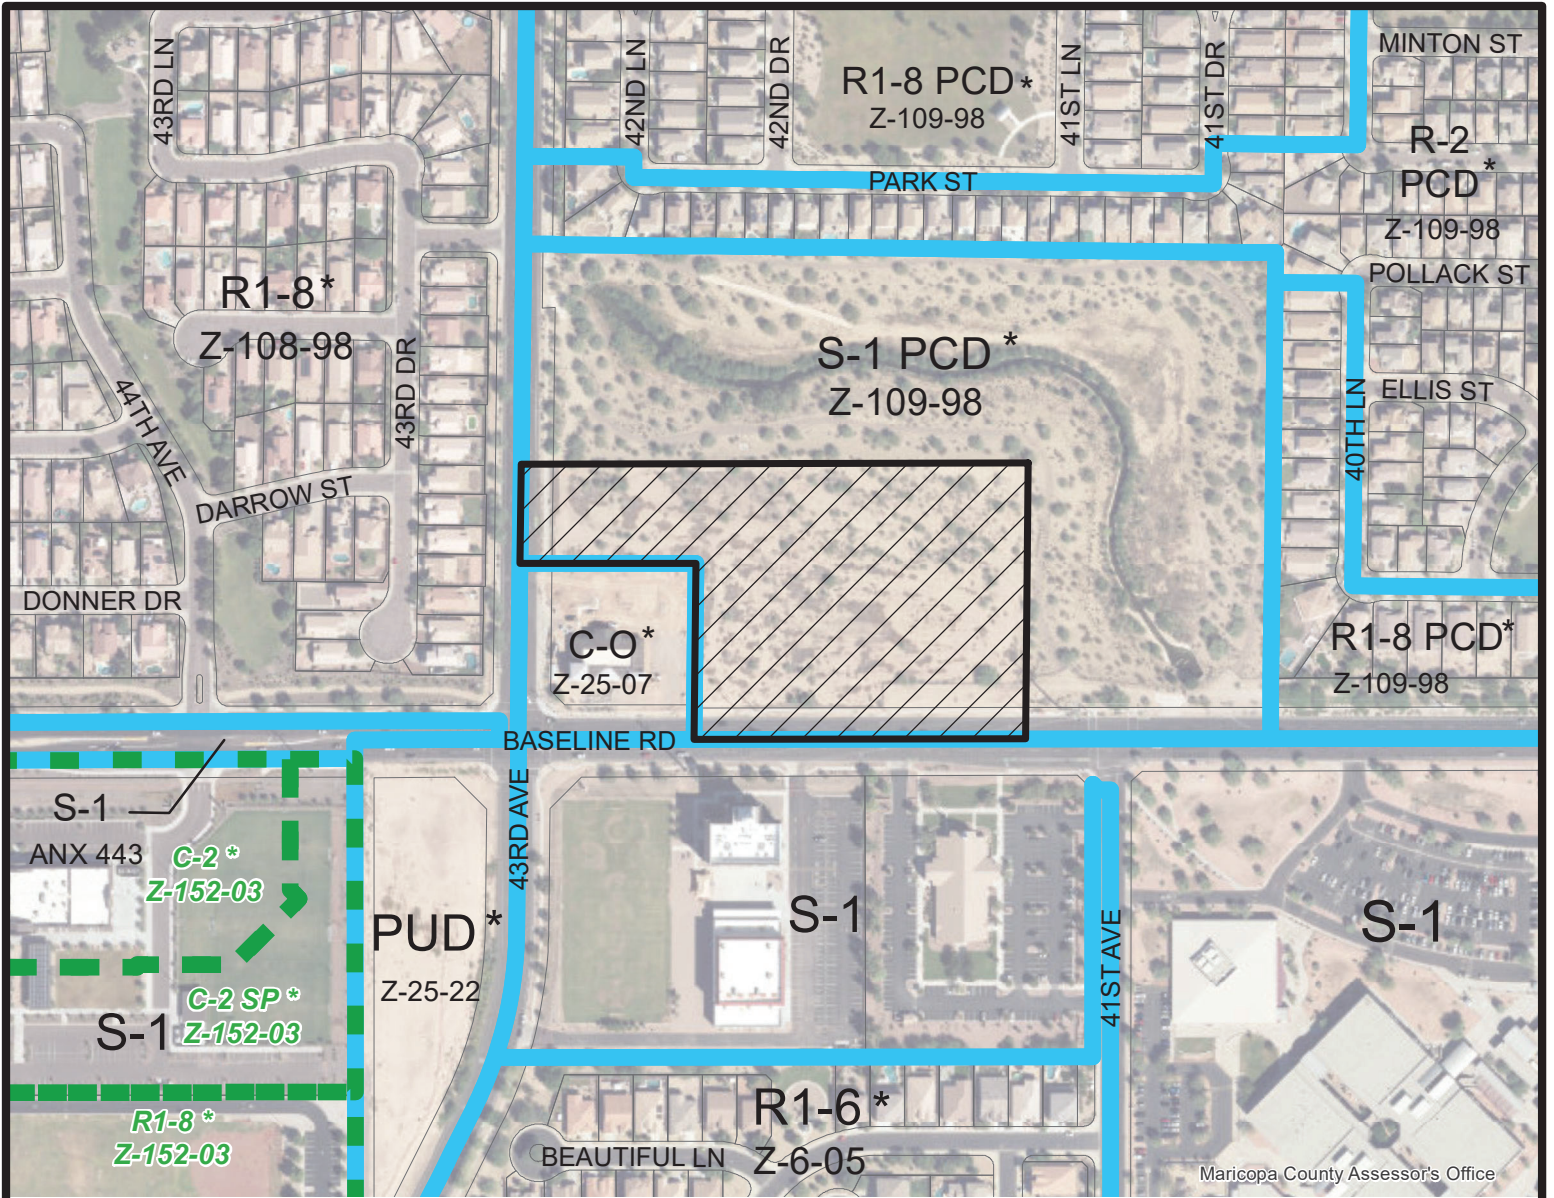 MINTON ST
43RD LN
42ND LN
42ND DR
R1-8 PCD *
Z-109-98
41ST LN
41ST DR
R-2
PCD *
Z-109-98
PARK ST
POLLACK ST
R1-8 *
Z-108-98
S-1 PCD *
Z-109-98
43RD DR
44TH AVE
ELLIS ST
40TH LN
DARROW ST
DONNER DR
C-O *
Z-25-07
R1-8 PCD *
Z-109-98
BASELINE RD
S-1
ANX 443
C-2 *
Z-152-03
43RD AVE
PUD *
Z-25-22
S-1
S-1
41ST AVE
C-2 SP *
Z-152-03
S-1
R1-8 *
Z-152-03
R1-6 *
Z-6-05
BEAUTIFUL LN
Maricopa County Assessor's Office